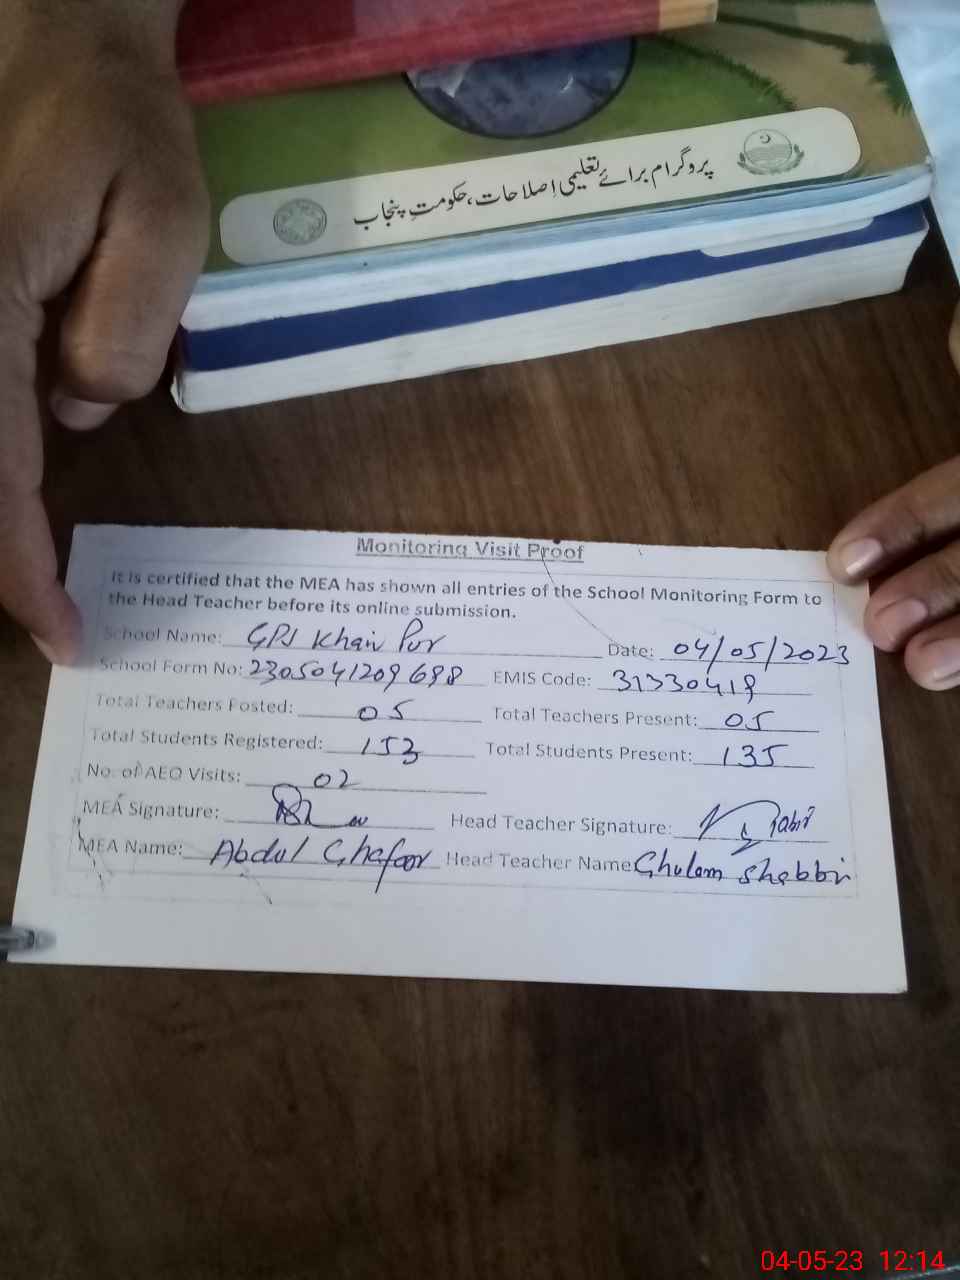 پروگرام برائے تعلیمی اصلاحات، حکومتِ پنجاب
Monitoring Visit Proof
It is certified that the MEA has shown all entries of the School Monitoring Form to
the Head Teacher before its online submission.
School Name: GPS Khan Pur Date: 04/05/2023
School Form No: 2305041209698 EMIS Code: 31330419
Total Teachers Posted: 05 Total Teachers Present: 05
Total Students Registered: 153 Total Students Present: 135
No. of AEO Visits: 02
MEA Signature: Head Teacher Signature:
MEA Name: Abdul Ghafoor Head Teacher Name Ghulam Shabbir
04-05-23 12:14